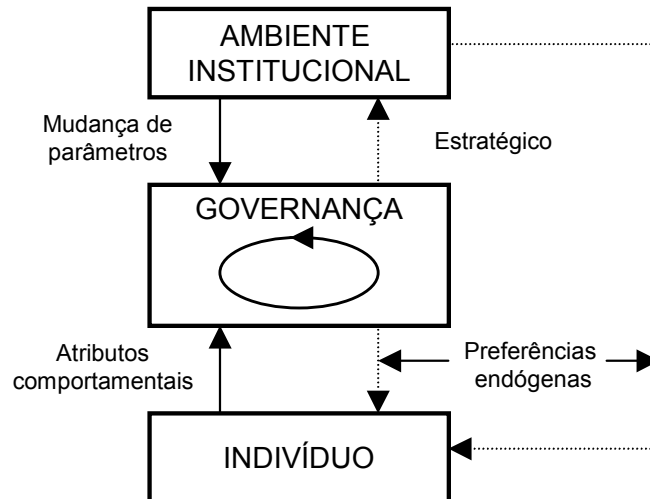 AMBIENTE
INSTITUCIONAL
Mudança de
parâmetros
Estratégico
GOVERNANÇA
Atributos
comportamentais
Preferências
endógenas
INDIVÍDUO